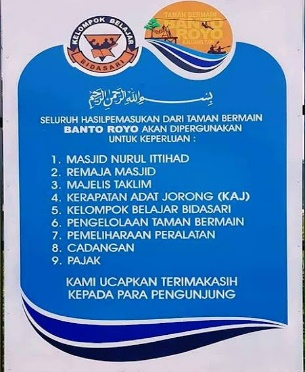 KELOMPOK BELAJAR
BIDASARI
TAMAN BERMAIN
BANTO ROYO
بِسْمِ اللهِ الرَّحْمٰنِ الرَّحِيْمِ
SELURUH HASILPEMASUKAN DARI TAMAN BERMAIN
BANTO ROYO AKAN DIPERGUNAKAN
UNTUK KEPERLUAN :
1. MASJID NURUL ITTIHAD
2. REMAJA MASJID
3. MAJELIS TAKLIM
4. KERAPATAN ADAT JORONG (KAJ)
5. KELOMPOK BELAJAR BIDASARI
6. PENGELOLAAN TAMAN BERMAIN
7. PEMELIHARAAN PERALATAN
8. CADANGAN
9. PAJAK
KAMI UCAPKAN TERIMAKASIH
KEPADA PARA PENGUNJUNG